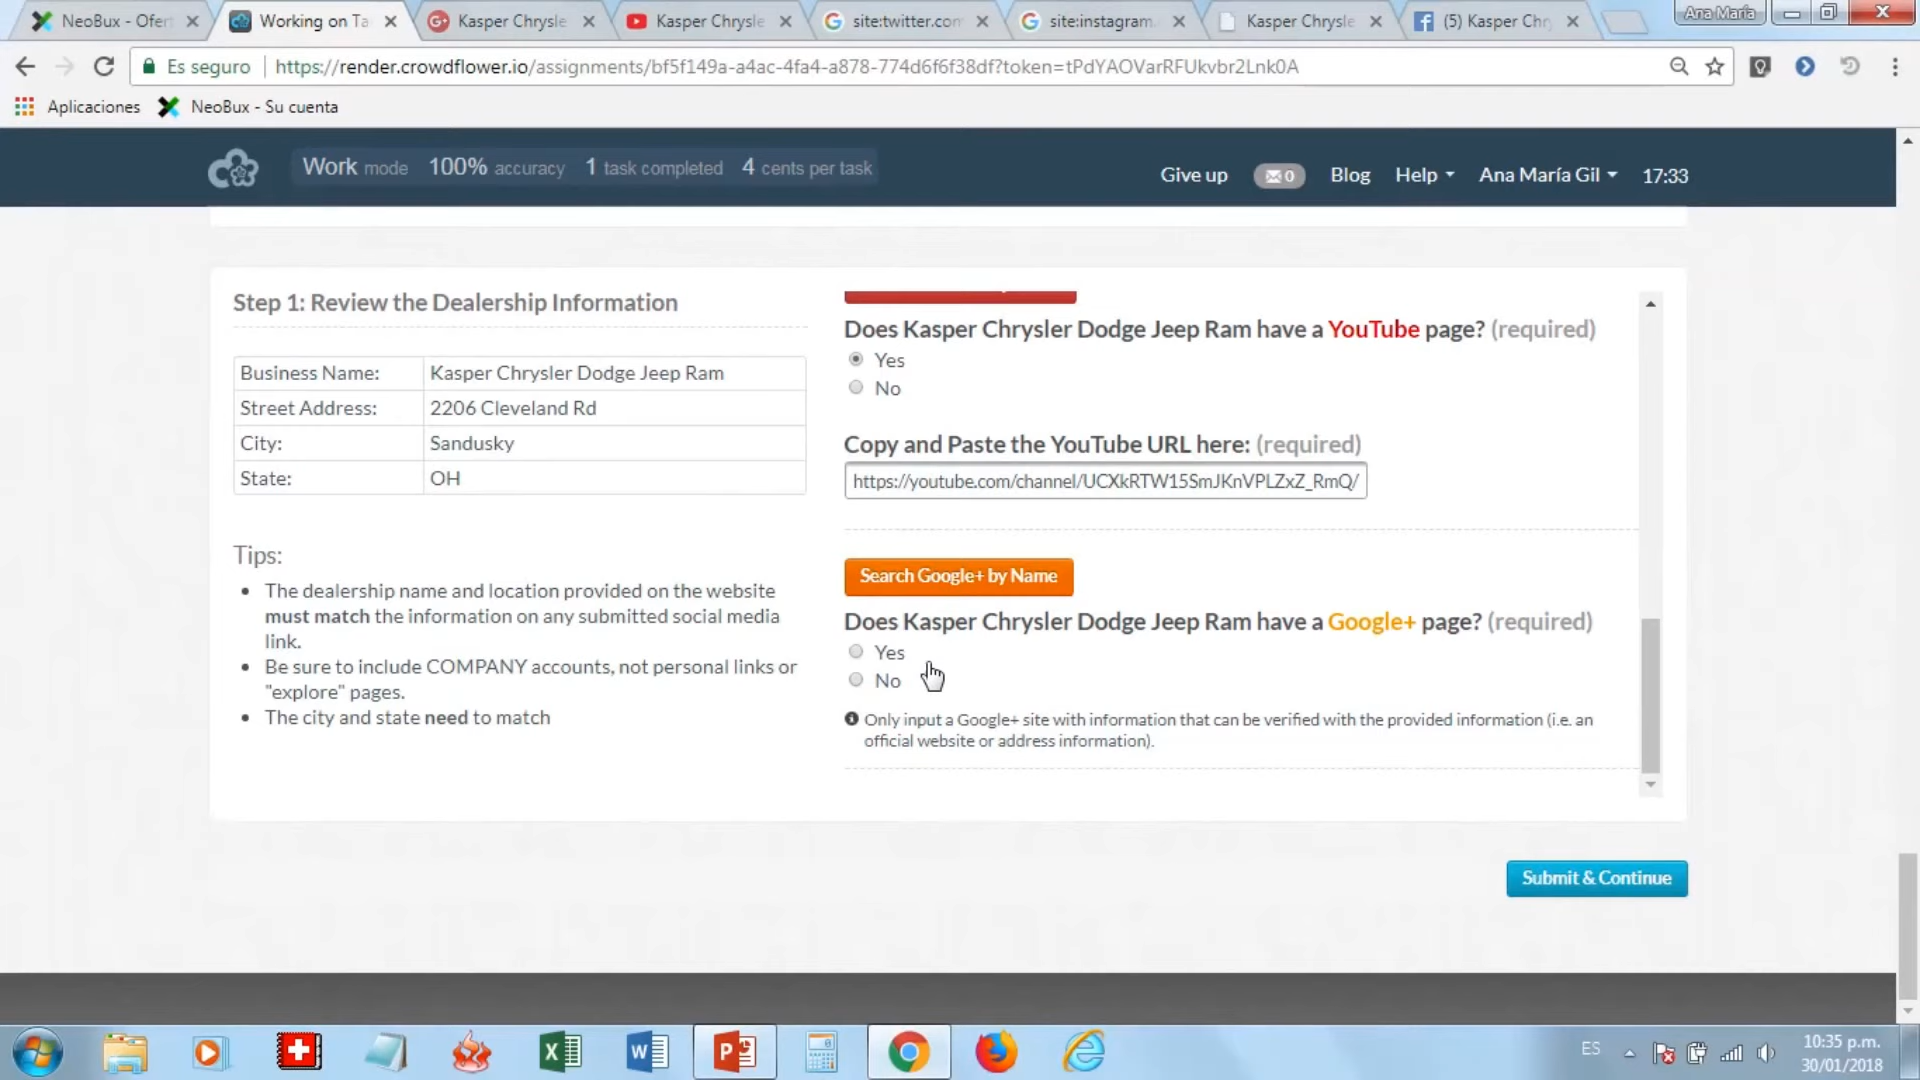 NeoBux - Ofer
Working on Ta
Kasper Chrysle
Kasper Chrysle
site:twitter.com
site:instagram.
Kasper Chrysle
(5) Kasper Chr
Ana María
Es seguro
https://render.crowdflower.io/assignments/bf5f149a-a4ac-4fa4-a878-774d6f6f38df?token=tPdYAOVarRFUkvbr2Lnk0A
Aplicaciones
NeoBux - Su cuenta
Work mode 100% accuracy 1 task completed 4 cents per task
Give up
0
Blog
Help
Ana María Gil
17:33
Step 1: Review the Dealership Information
Business Name: Kasper Chrysler Dodge Jeep Ram
Street Address: 2206 Cleveland Rd
City: Sandusky
State: OH
Tips:
The dealership name and location provided on the website
must match the information on any submitted social media
link.
Be sure to include COMPANY accounts, not personal links or
"explore" pages.
The city and state need to match
Does Kasper Chrysler Dodge Jeep Ram have a YouTube page? (required)
Yes
No
Copy and Paste the YouTube URL here: (required)
https://youtube.com/channel/UCXkRTW15SmJKnVPLZxZ_RmQ/
Search Google+ by Name
Does Kasper Chrysler Dodge Jeep Ram have a Google+ page? (required)
Yes
No
Only input a Google+ site with information that can be verified with the provided information (i.e. an
official website or address information).
Submit & Continue
ES
10:35 p.m.
30/01/2018